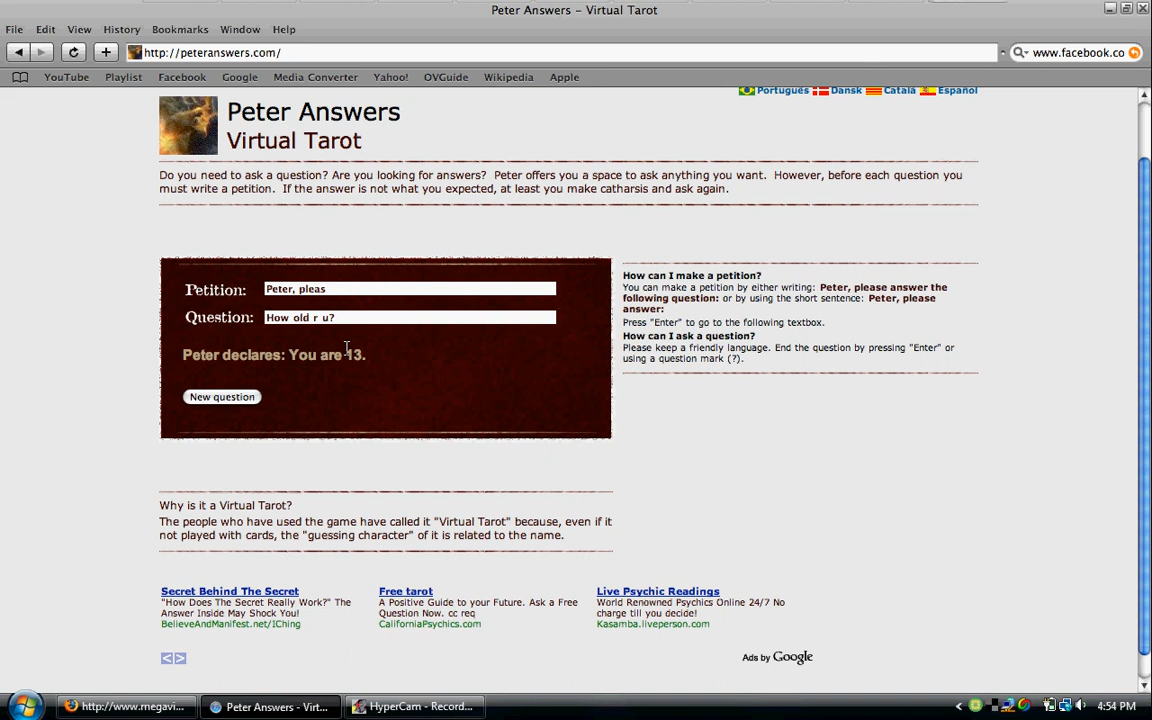 Peter Answers – Virtual Tarot
File Edit View History Bookmarks Window Help
http://peteranswers.com/
www.facebook.co
YouTube Playlist Facebook Google Media Converter Yahoo! OVGuide Wikipedia Apple
Português Dansk Català Español
Peter Answers
Virtual Tarot
Do you need to ask a question? Are you looking for answers? Peter offers you a space to ask anything you want. However, before each question you
must write a petition. If the answer is not what you expected, at least you make catharsis and ask again.
Petition: Peter, pleas
Question: How old r u?
Peter declares: You are 13.
New question
How can I make a petition?
You can make a petition by either writing: Peter, please answer the
following question: or by using the short sentence: Peter, please
answer:
Press "Enter" to go to the following textbox.
How can I ask a question?
Please keep a friendly language. End the question by pressing "Enter" or
using a question mark (?).
Why is it a Virtual Tarot?
The people who have used the game have called it "Virtual Tarot" because, even if it
not played with cards, the "guessing character" of it is related to the name.
Secret Behind The Secret
"How Does The Secret Really Work?" The
Answer Inside May Shock You!
BelieveAndManifest.net/IChing
Free tarot
A Positive Guide to your Future. Ask a Free
Question Now. cc req
CaliforniaPsychics.com
Live Psychic Readings
World Renowned Psychics Online 24/7 No
charge till you decide!
Kasamba.liveperson.com
Ads by Google
http://www.megavi... Peter Answers - Virt... HyperCam - Record... 4:54 PM